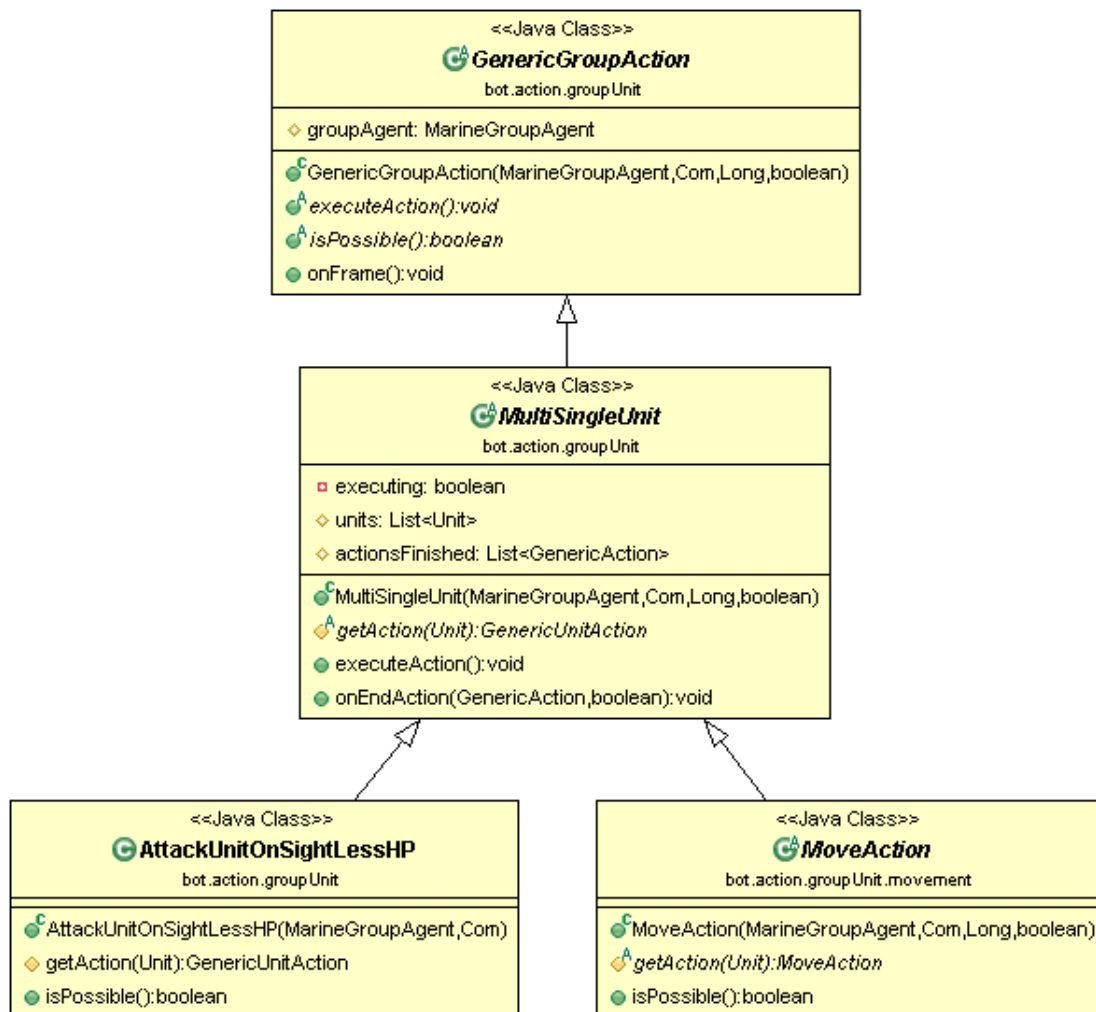 <<Java Class>>
GenericGroupAction
bot.action.groupUnit
groupAgent: MarineGroupAgent
GenericGroupAction(MarineGroupAgent,Com,Long,boolean)
executeAction():void
isPossible():boolean
onFrame():void
<<Java Class>>
MultiSingleUnit
bot.action.groupUnit
executing: boolean
units: List<Unit>
actionsFinished: List<GenericAction>
MultiSingleUnit(MarineGroupAgent,Com,Long,boolean)
getAction(Unit):GenericUnitAction
executeAction():void
onEndAction(GenericAction,boolean):void
<<Java Class>>
AttackUnitOnSightLessHP
bot.action.groupUnit
AttackUnitOnSightLessHP(MarineGroupAgent,Com)
getAction(Unit):GenericUnitAction
isPossible():boolean
<<Java Class>>
MoveAction
bot.action.groupUnit.movement
MoveAction(MarineGroupAgent,Com,Long,boolean)
getAction(Unit):MoveAction
isPossible():boolean